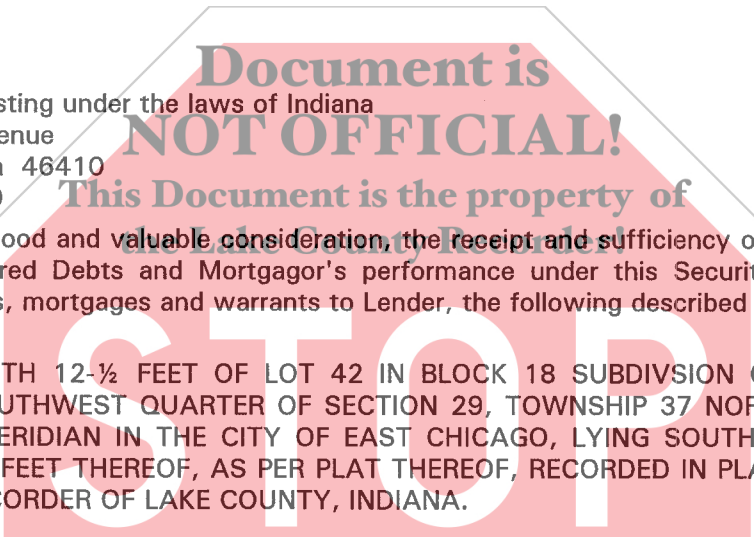 Document is
sting under the laws of Indiana
enue
NOT OFFICIAL!
46410
This Document is the property of
ood and valuable consideration, the receipt and sufficiency o
the Lake County Recorder!
red Debts and Mortgagor's performance under this Securit
s, mortgages and warrants to Lender, the following described
STOP
TH 12-½ FEET OF LOT 42 IN BLOCK 18 SUBDIVSION
UTHWEST QUARTER OF SECTION 29, TOWNSHIP 37 NOR
ERIDIAN IN THE CITY OF EAST CHICAGO, LYING SOUTH
FEET THEREOF, AS PER PLAT THEREOF, RECORDED IN PLA
CORDER OF LAKE COUNTY, INDIANA.